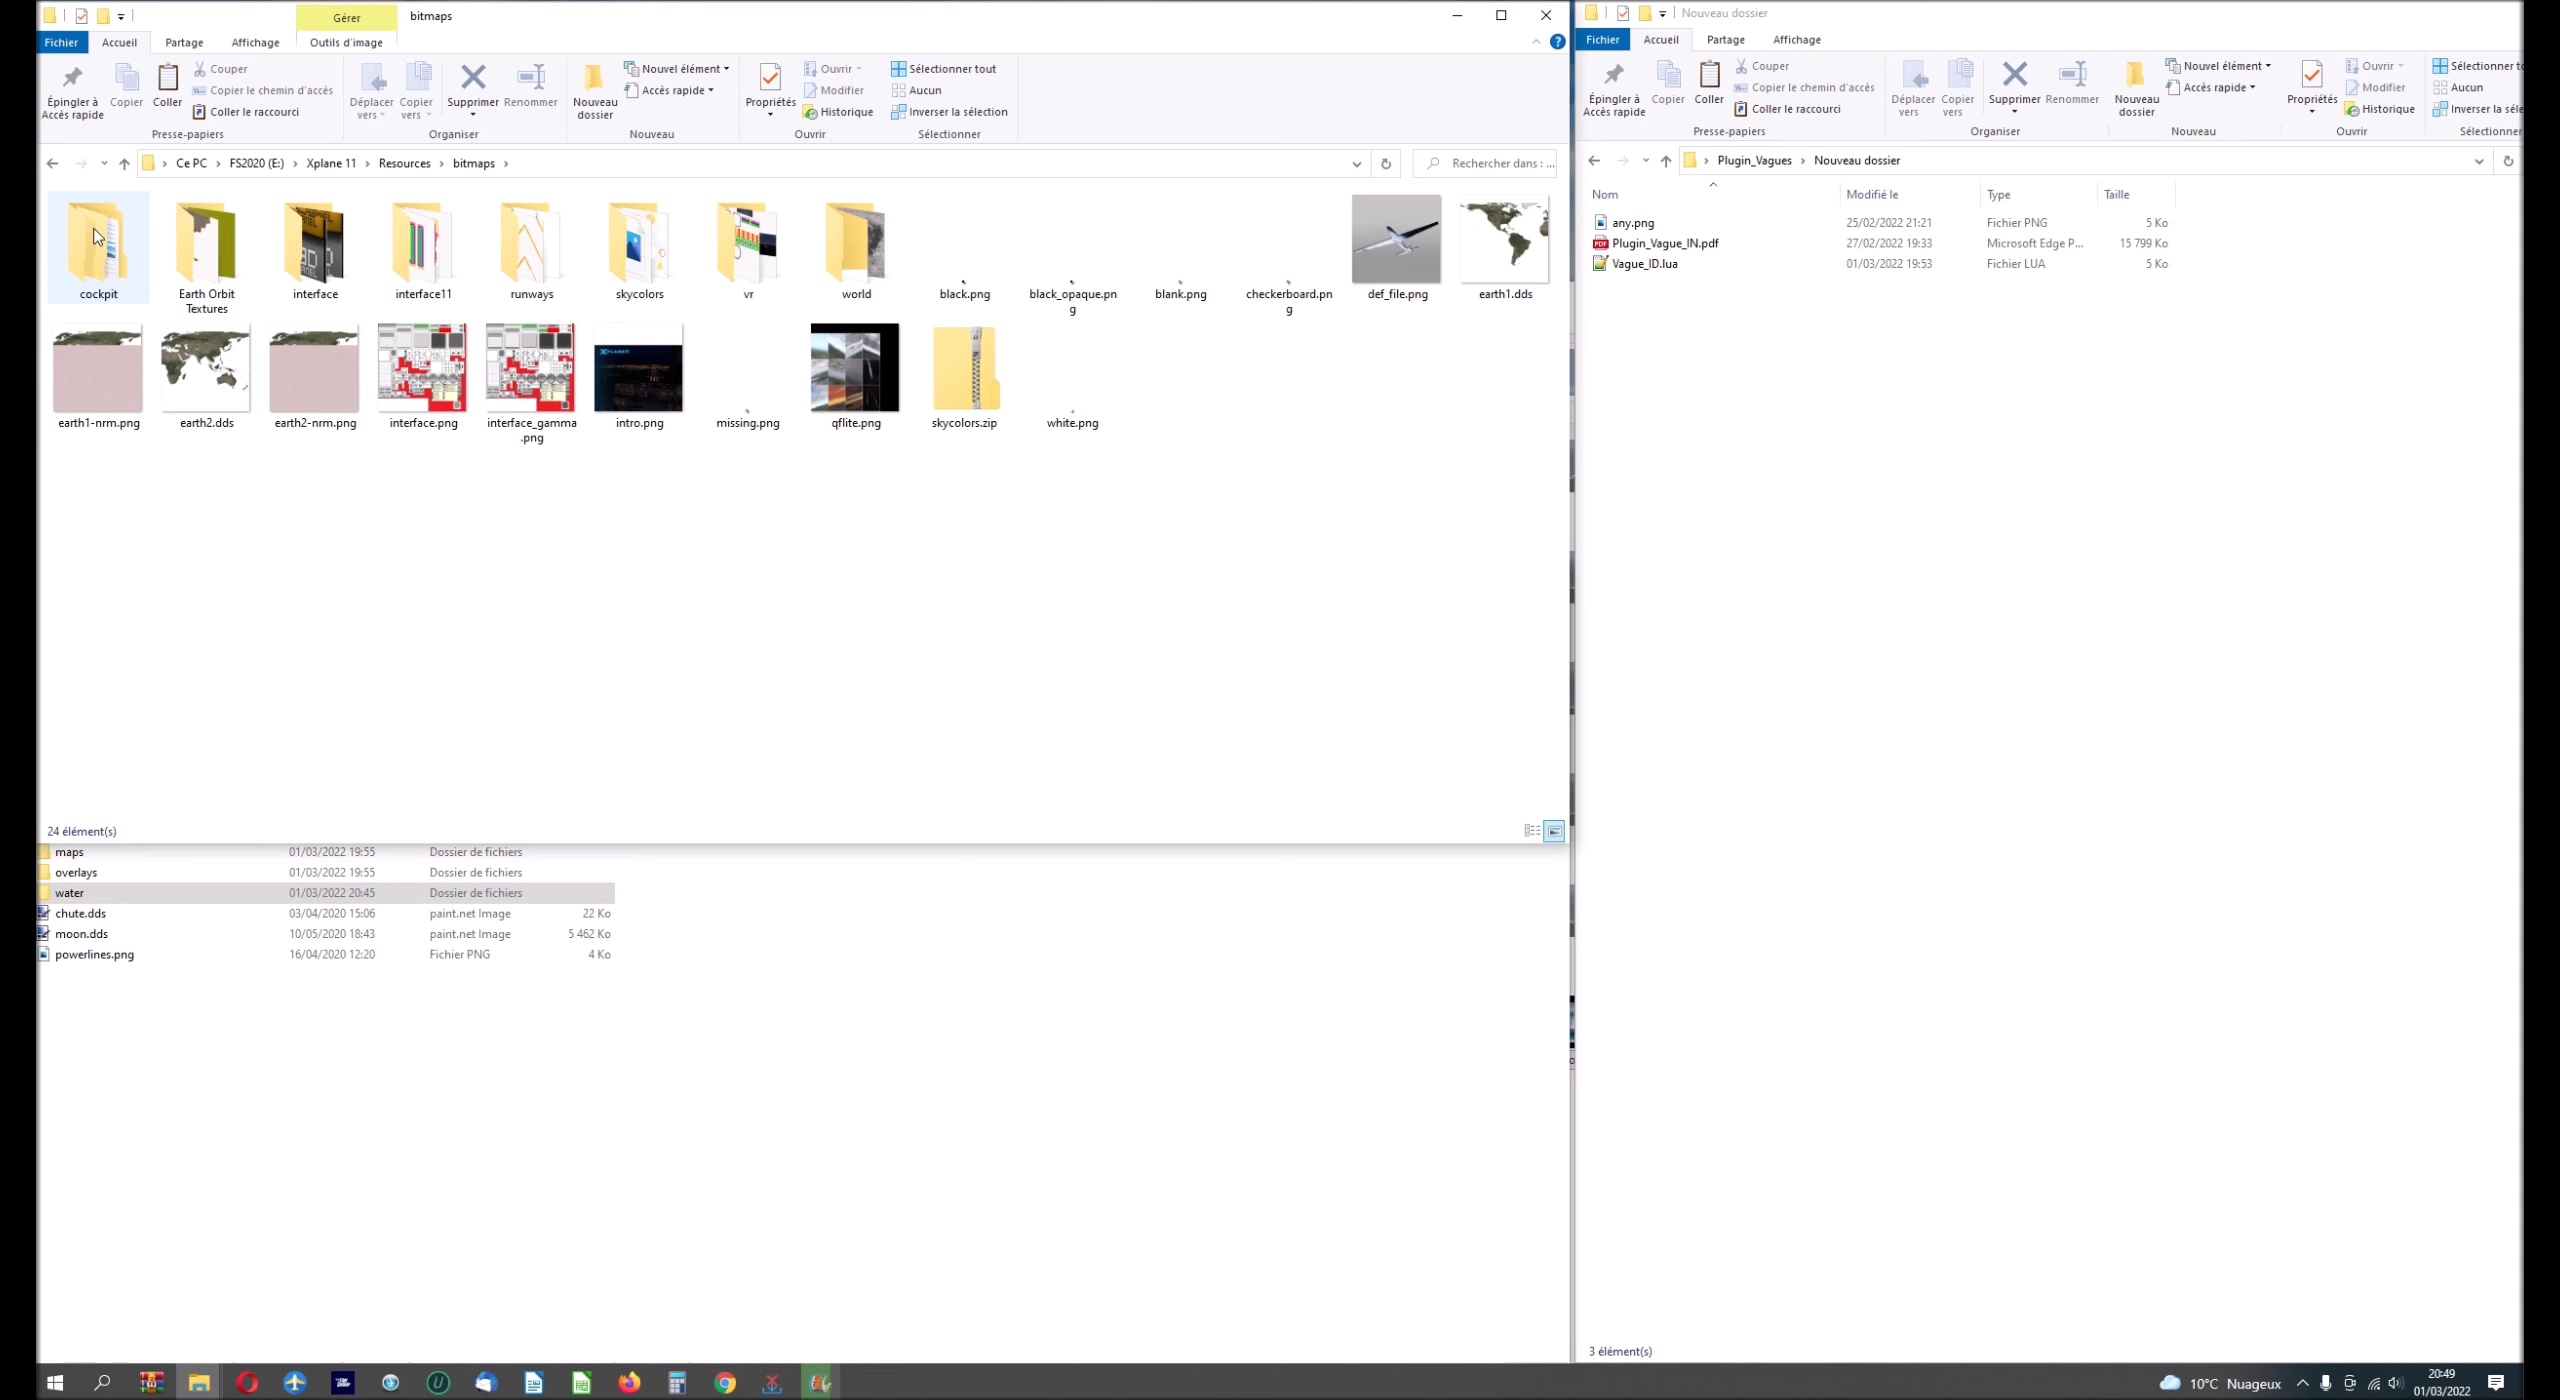 Gérer
bitmaps
Fichier
Accueil
Partage
Affichage
Outils d'image
Épingler à
Accès rapide
Copier
Coller
Couper
Copier le chemin d'accès
Coller le raccourci
Presse-papiers
Déplacer
vers
Copier
vers
Supprimer
Renommer
Organiser
Nouveau
dossier
Nouvel élément
Accès rapide
Nouveau
Propriétés
Ouvrir
Modifier
Historique
Ouvrir
Sélectionner tout
Aucun
Inverser la sélection
Sélectionner
Ce PC > FS2020 (E:) > Xplane 11 > Resources > bitmaps >
Rechercher dans : ...
cockpit
Earth Orbit
Textures
interface
interface11
runways
skycolors
vr
world
black.png
black_opaque.pn
g
blank.png
checkerboard.pn
g
def_file.png
earth1.dds
earth1-nrm.png
earth2.dds
earth2-nrm.png
interface.png
interface_gamma
.png
intro.png
missing.png
qflite.png
skycolors.zip
white.png
24 élément(s)
maps 01/03/2022 19:55 Dossier de fichiers
overlays 01/03/2022 19:55 Dossier de fichiers
water 01/03/2022 20:45 Dossier de fichiers
chute.dds 03/04/2020 15:06 paint.net Image 22 Ko
moon.dds 10/05/2020 18:43 paint.net Image 5 462 Ko
powerlines.png 16/04/2020 12:20 Fichier PNG 4 Ko
Nouveau dossier
Fichier
Accueil
Partage
Affichage
Épingler à
Accès rapide
Copier
Coller
Couper
Copier le chemin d'accès
Coller le raccourci
Presse-papiers
Déplacer
vers
Copier
vers
Supprimer
Renommer
Organiser
Nouveau
dossier
Nouvel élément
Accès rapide
Nouveau
Propriétés
Ouvrir
Modifier
Historique
Ouvrir
Sélectionner to
Aucun
Inverser la séle
Sélectionner
Plugin_Vagues > Nouveau dossier
Nom Modifié le Type Taille
any.png 25/02/2022 21:21 Fichier PNG 5 Ko
Plugin_Vague_IN.pdf 27/02/2022 19:33 Microsoft Edge P... 15 799 Ko
Vague_ID.lua 01/03/2022 19:53 Fichier LUA 5 Ko
3 élément(s)
10°C Nuageux
20:49
01/03/2022